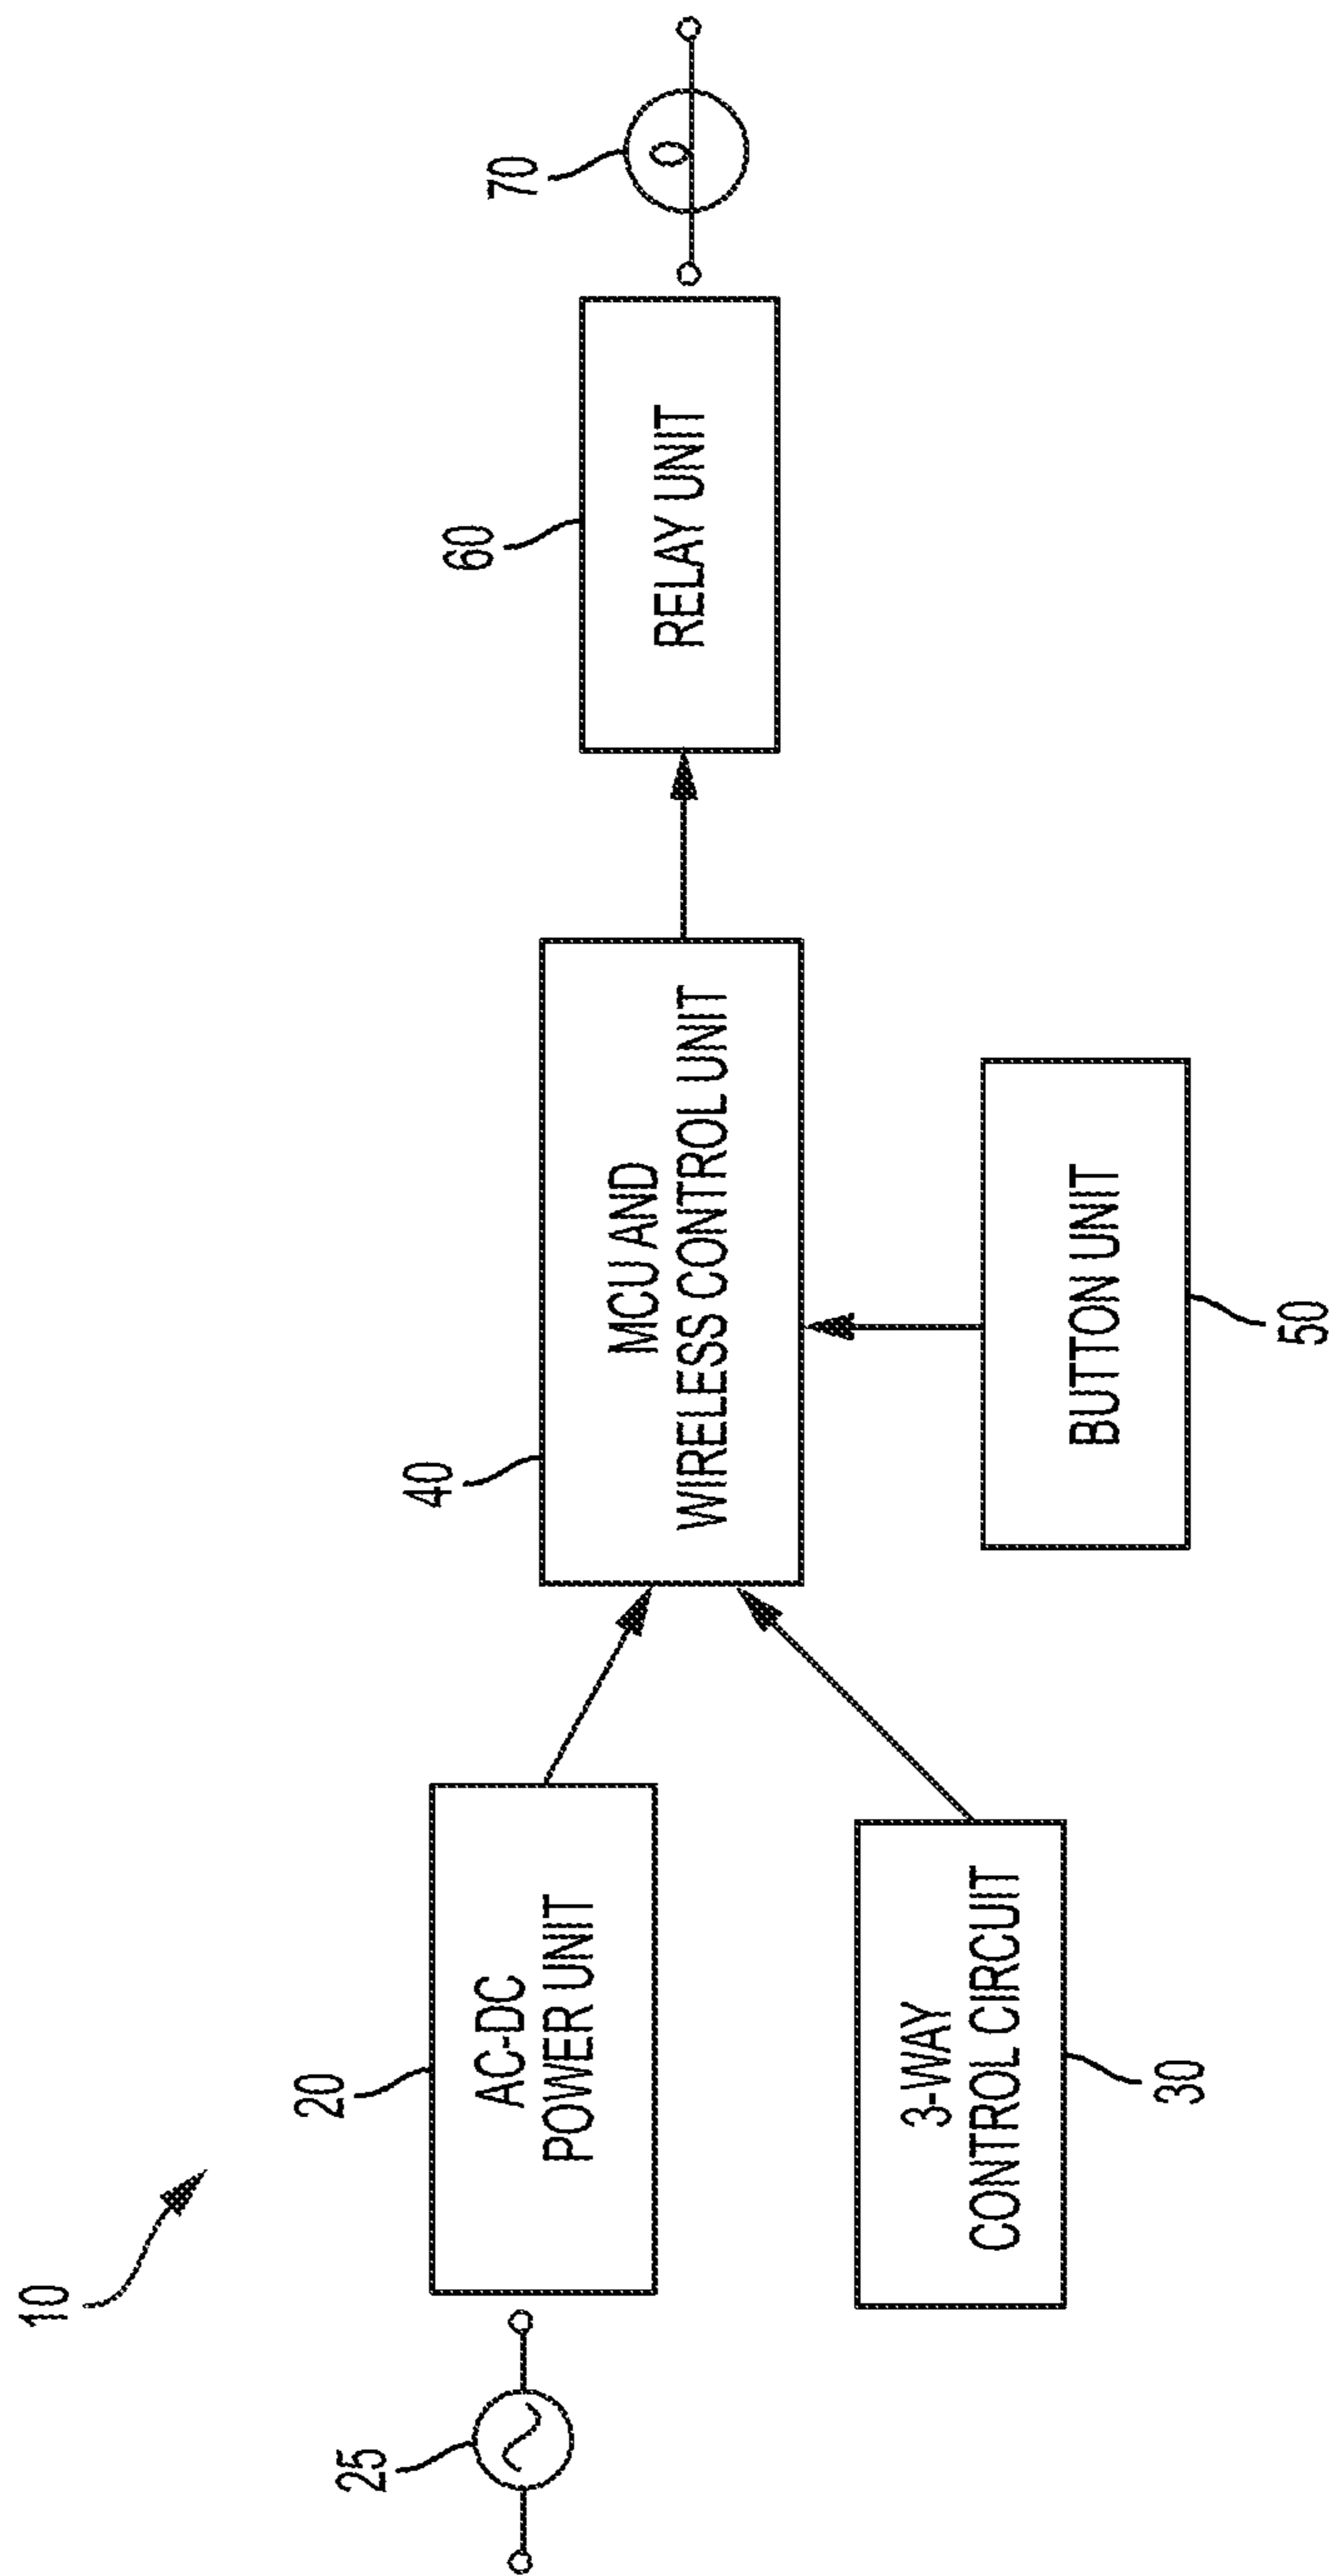 10
25
20
AC-DC
POWER UNIT
3-WAY
CONTROL CIRCUIT
30
40
MCU AND
WIRELESS CONTROL UNIT
BUTTON UNIT
50
60
RELAY UNIT
70